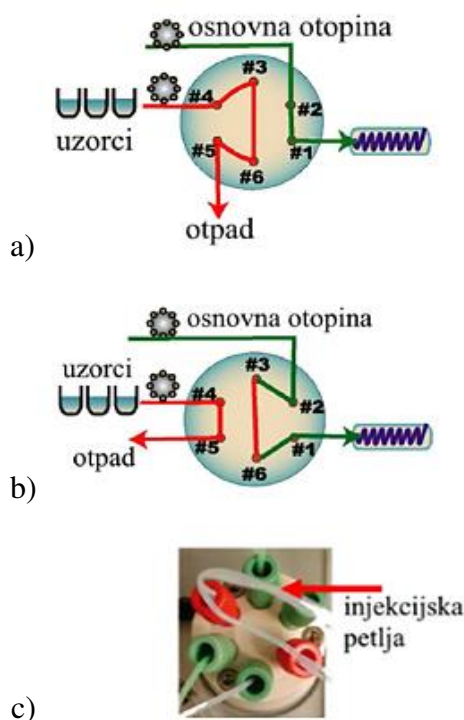 osnovna otopina
#3
#4
#2
uzorci
#5
#1
#6
otpad
a)
osnovna otopina
uzorci
#3
#4
#2
#5
#1
otpad
#6
b)
injekcijska
petlja
c)